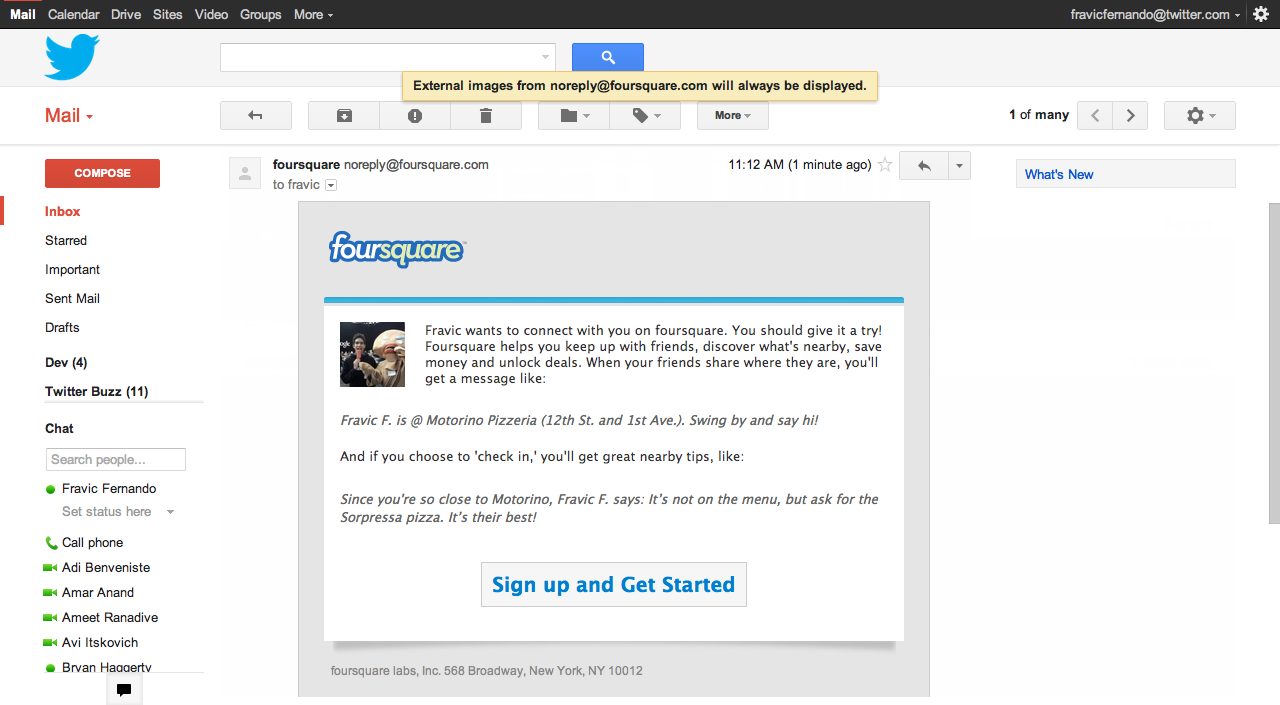 Mail Calendar Drive Sites Video Groups More
fravicfernando@twitter.com
External images from noreply@foursquare.com will always be displayed.
Mail
More
1 of many
COMPOSE
foursquare noreply@foursquare.com
11:12 AM (1 minute ago)
to fravic
What's New
Inbox
Starred
Important
Sent Mail
Drafts
Dev (4)
Twitter Buzz (11)
Chat
Search people...
Fravic Fernando
Set status here
Call phone
Adi Benveniste
Amar Anand
Ameet Ranadive
Avi Itskovich
Bryan Haggerty
foursquare™
Fravic wants to connect with you on foursquare. You should give it a try!
Foursquare helps you keep up with friends, discover what's nearby, save
money and unlock deals. When your friends share where they are, you'll
get a message like:
Fravic F. is @ Motorino Pizzeria (12th St. and 1st Ave.). Swing by and say hi!
And if you choose to 'check in,' you'll get great nearby tips, like:
Since you're so close to Motorino, Fravic F. says: It's not on the menu, but ask for the
Sorpressa pizza. It's their best!
Sign up and Get Started
foursquare labs, Inc. 568 Broadway, New York, NY 10012